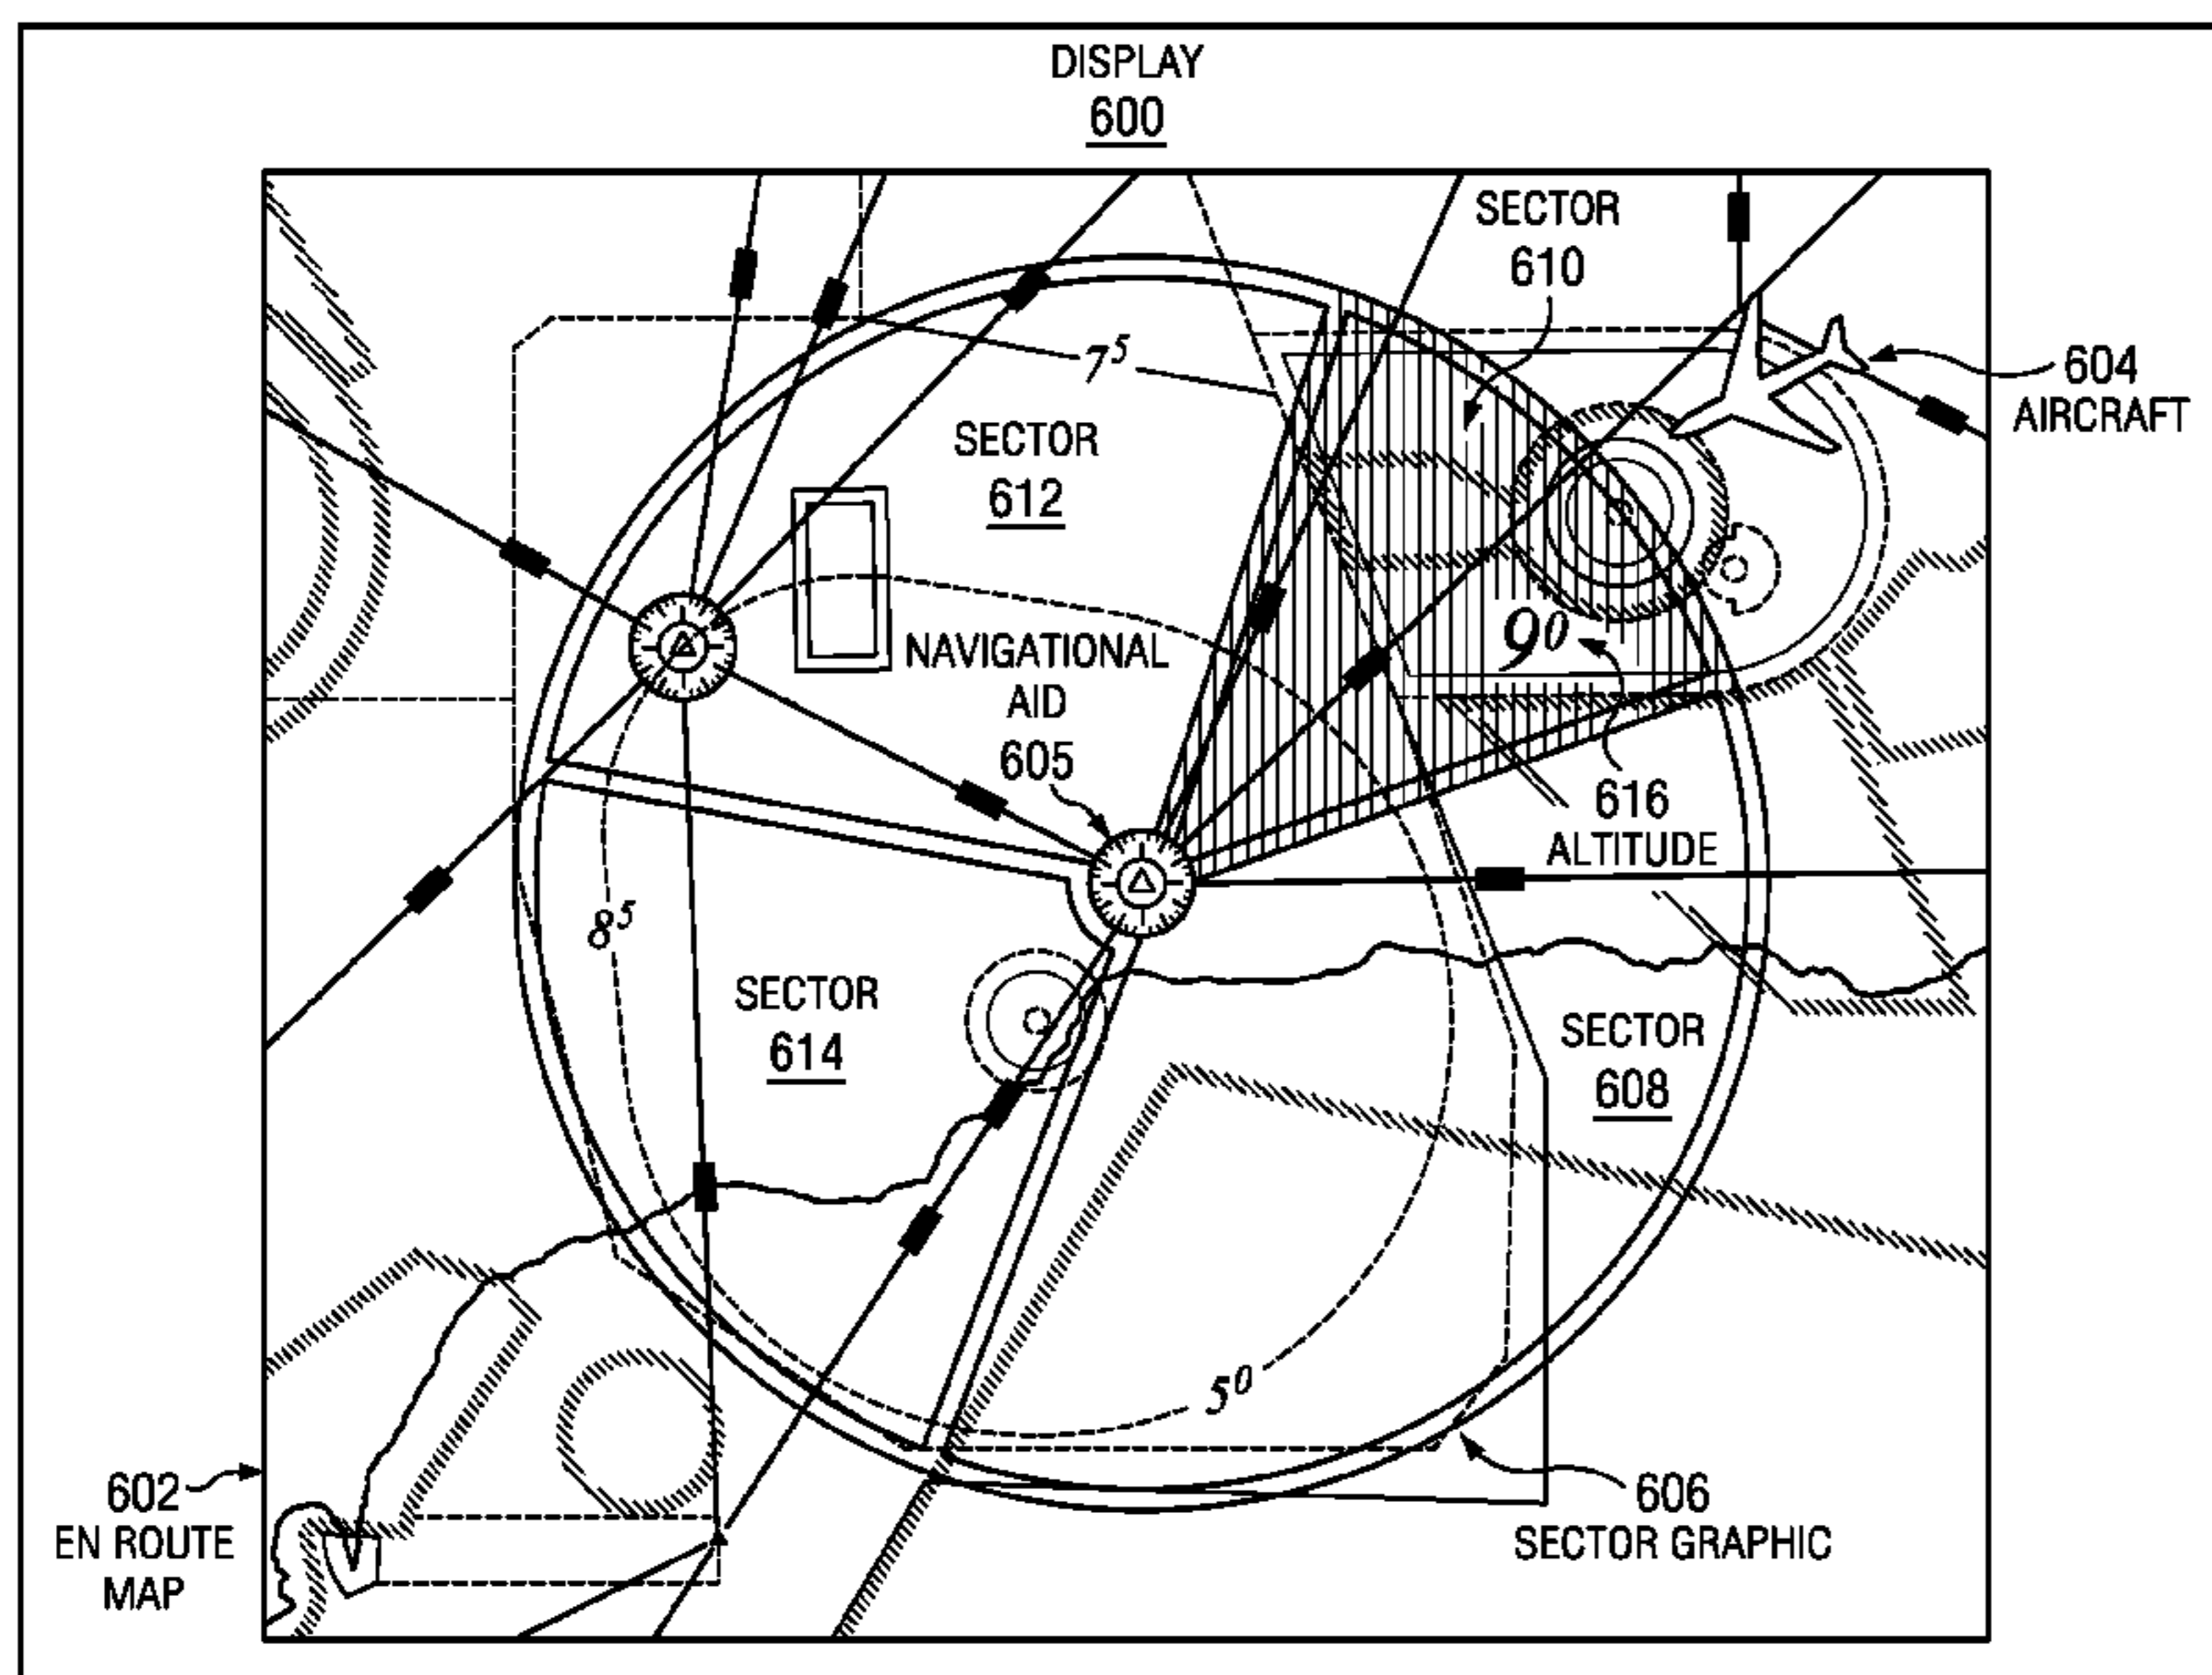 DISPLAY
600
SECTOR
610
604
AIRCRAFT
7⁵
SECTOR
612
9⁰
NAVIGATIONAL
AID
605
616
ALTITUDE
8⁵
SECTOR
614
SECTOR
608
5⁰
602
EN ROUTE
MAP
606
SECTOR GRAPHIC